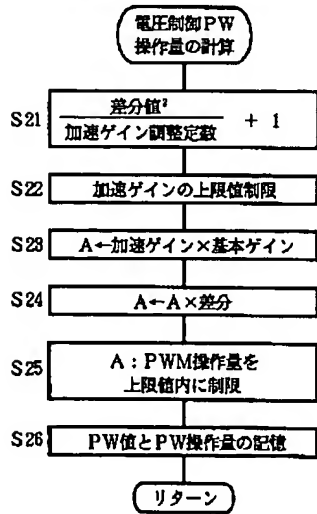 電圧制御PW
操作量の計算
S21
差分値²
加速ゲイン調整定数
+ 1
S22
加速ゲインの上限値制限
S23
A←加速ゲイン×基本ゲイン
S24
A←A×差分
S25
A:PWM操作量を
上限値内に制限
S26
PW値とPW操作量の記憶
リターン